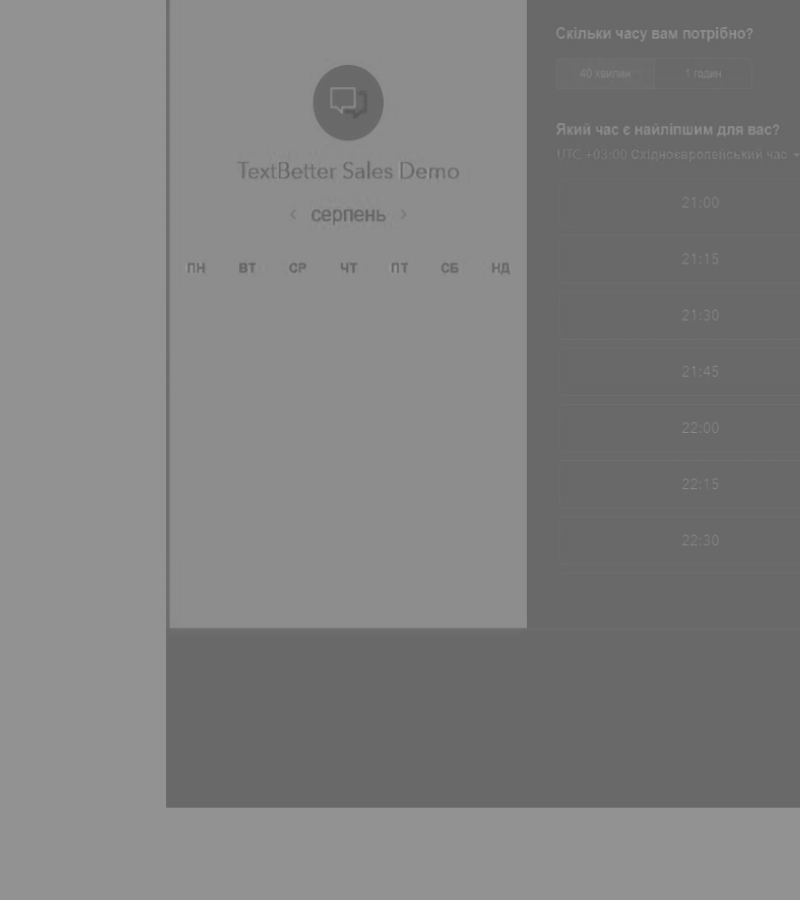 TextBetter Sales Demo
‹ серпень ›
ПН ВТ СР ЧТ ПТ СБ НД
Скільки часу вам потрібно?
40 хвилин 1 годин
Який час є найліпшим для вас?
UTC +03:00 Східноєвропейський час
21:00
21:15
21:30
21:45
22:00
22:15
22:30